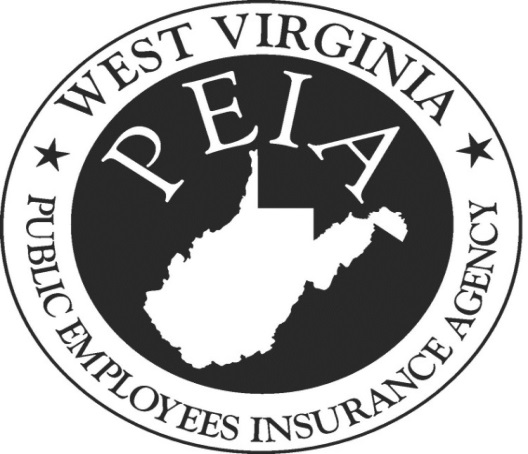 WEST VIRGINIA
PEIA
PUBLIC EMPLOYEES INSURANCE AGENCY